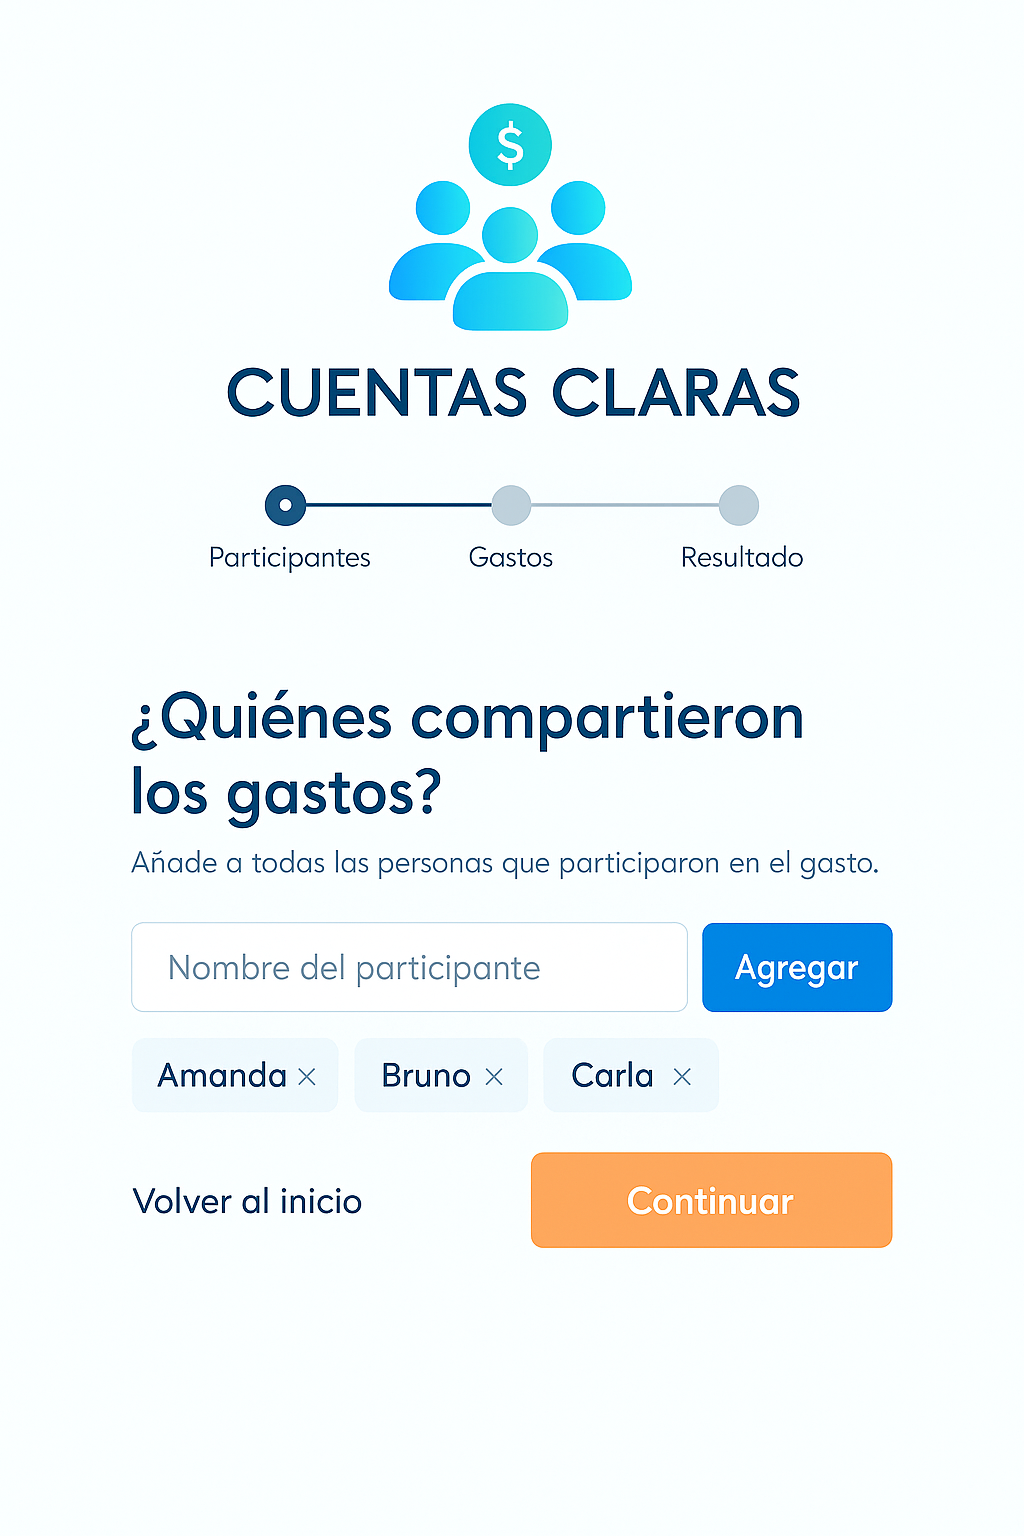 $
CUENTAS CLARAS
Participantes Gastos Resultado
¿Quiénes compartieron
los gastos?
Añade a todas las personas que participaron en el gasto.
Nombre del participante Agregar
Amanda × Bruno × Carla ×
Volver al inicio Continuar